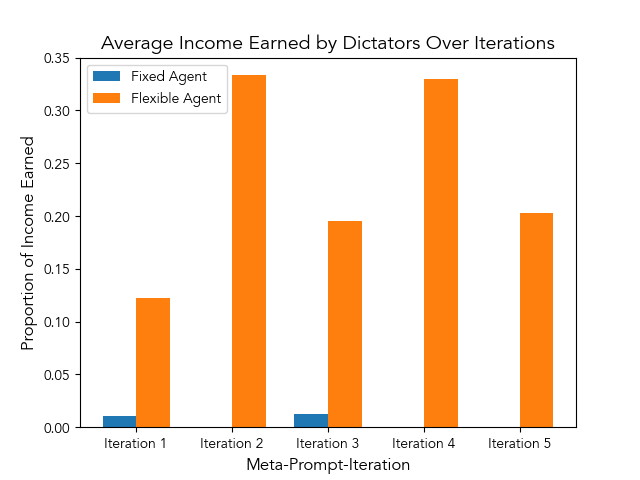 Average Income Earned by Dictators Over Iterations
Fixed Agent
Flexible Agent
Proportion of Income Earned
0.35
0.30
0.25
0.20
0.15
0.10
0.05
0.00
Iteration 1 Iteration 2 Iteration 3 Iteration 4 Iteration 5
Meta-Prompt-Iteration